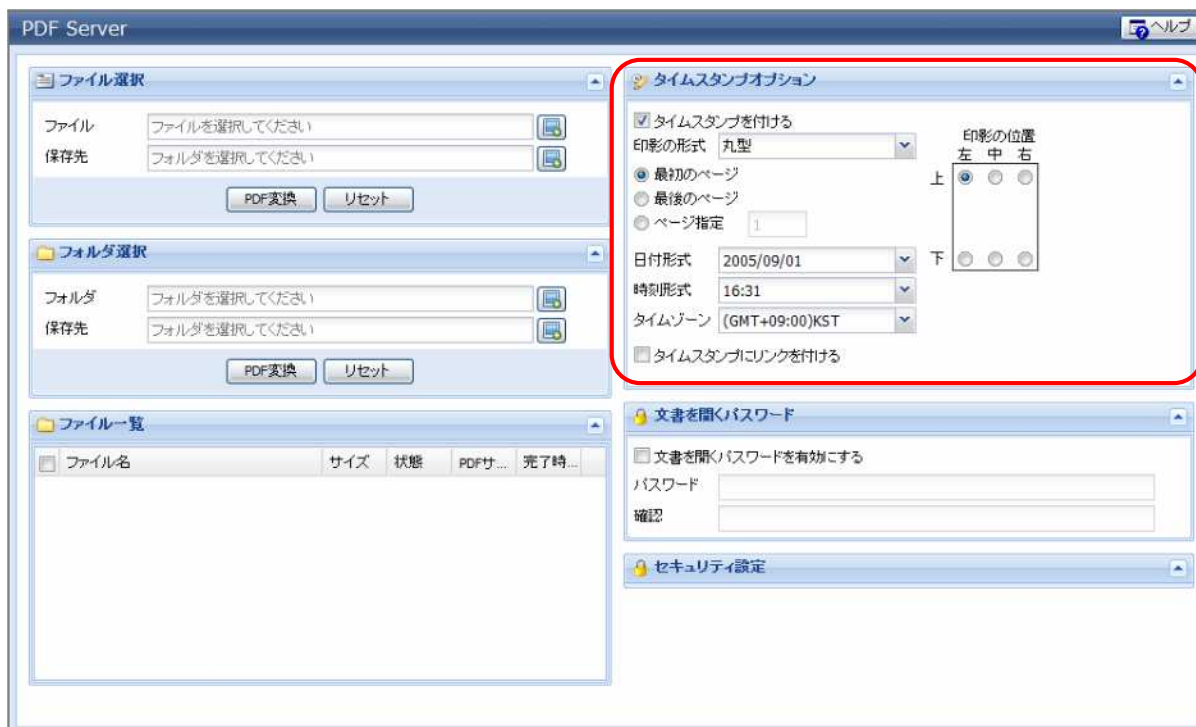 PDF Server
ヘルプ
ファイル選択
ファイル ファイルを選択してください
保存先 フォルダを選択してください
PDF変換 リセット
フォルダ選択
フォルダ フォルダを選択してください
保存先 フォルダを選択してください
PDF変換 リセット
ファイル一覧
ファイル名 サイズ 状態 PDFサ... 完了時...
タイムスタンプオプション
タイムスタンプを付ける
印影の形式 丸型
最初のページ
最後のページ
ページ指定 1
印影の位置
左 中 右
上
下
日付形式 2005/09/01
時刻形式 16:31
タイムゾーン (GMT+09:00)KST
タイムスタンプにリンクを付ける
文書を開くパスワード
文書を開くパスワードを有効にする
パスワード
確認
セキュリティ設定